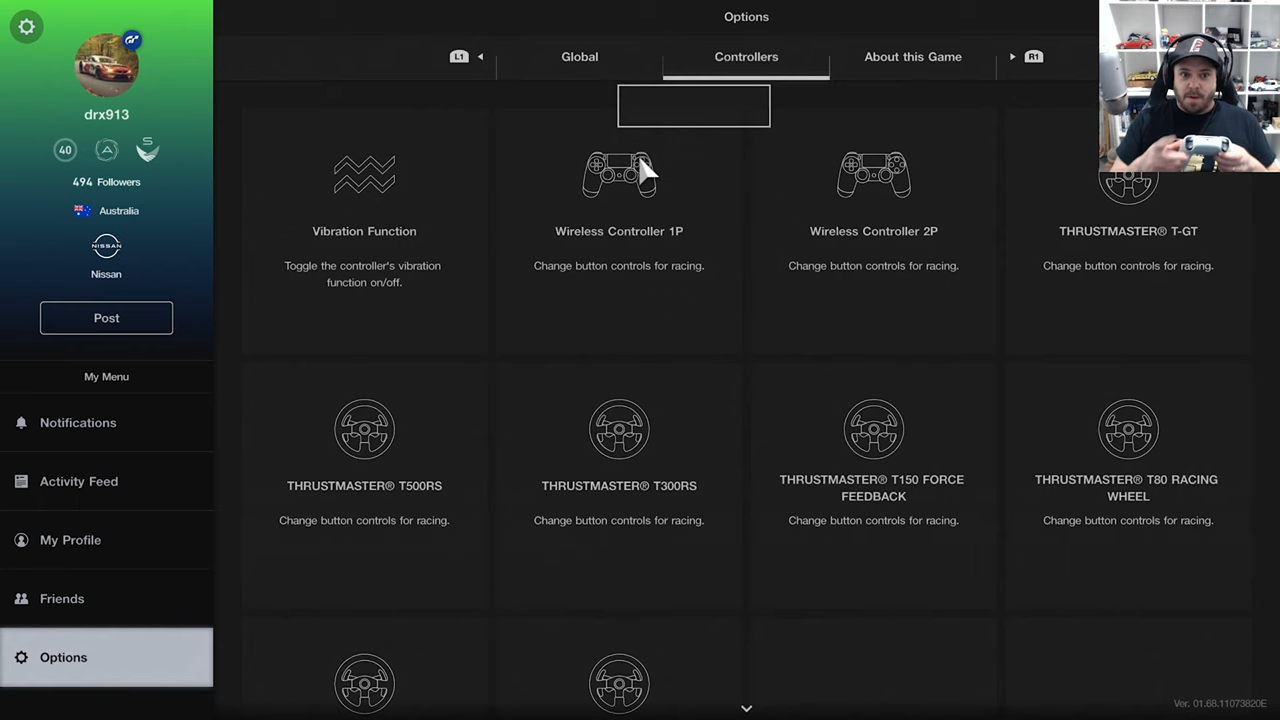 Options
L1
Global
Controllers
About this Game
R1
drx913
40
A
S
494 Followers
Australia
NISSAN
Nissan
Post
My Menu
Notifications
Activity Feed
My Profile
Friends
Options
Vibration Function
Toggle the controller's vibration
function on/off.
Wireless Controller 1P
Change button controls for racing.
Wireless Controller 2P
Change button controls for racing.
THRUSTMASTER® T-GT
Change button controls for racing.
THRUSTMASTER® T500RS
Change button controls for racing.
THRUSTMASTER® T300RS
Change button controls for racing.
THRUSTMASTER® T150 FORCE
FEEDBACK
Change button controls for racing.
THRUSTMASTER® T80 RACING
WHEEL
Change button controls for racing.
Ver. 01.68.11073820E